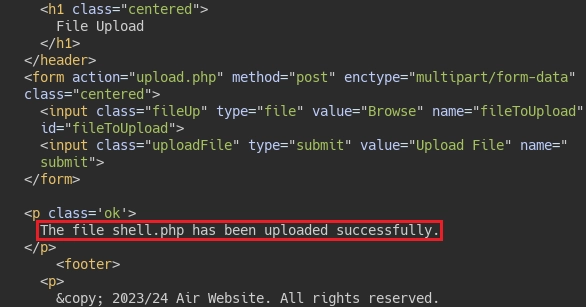 <h1 class="centered">
File Upload
</h1>
</header>
<form action="upload.php" method="post" enctype="multipart/form-data"
class="centered">
<input class="fileUp" type="file" value="Browse" name="fileToUpload"
id="fileToUpload">
<input class="uploadFile" type="submit" value="Upload File" name="
submit">
</form>
<p class='ok'>
The file shell.php has been uploaded successfully.
</p>
<footer>
<p>
&copy; 2023/24 Air Website. All rights reserved.